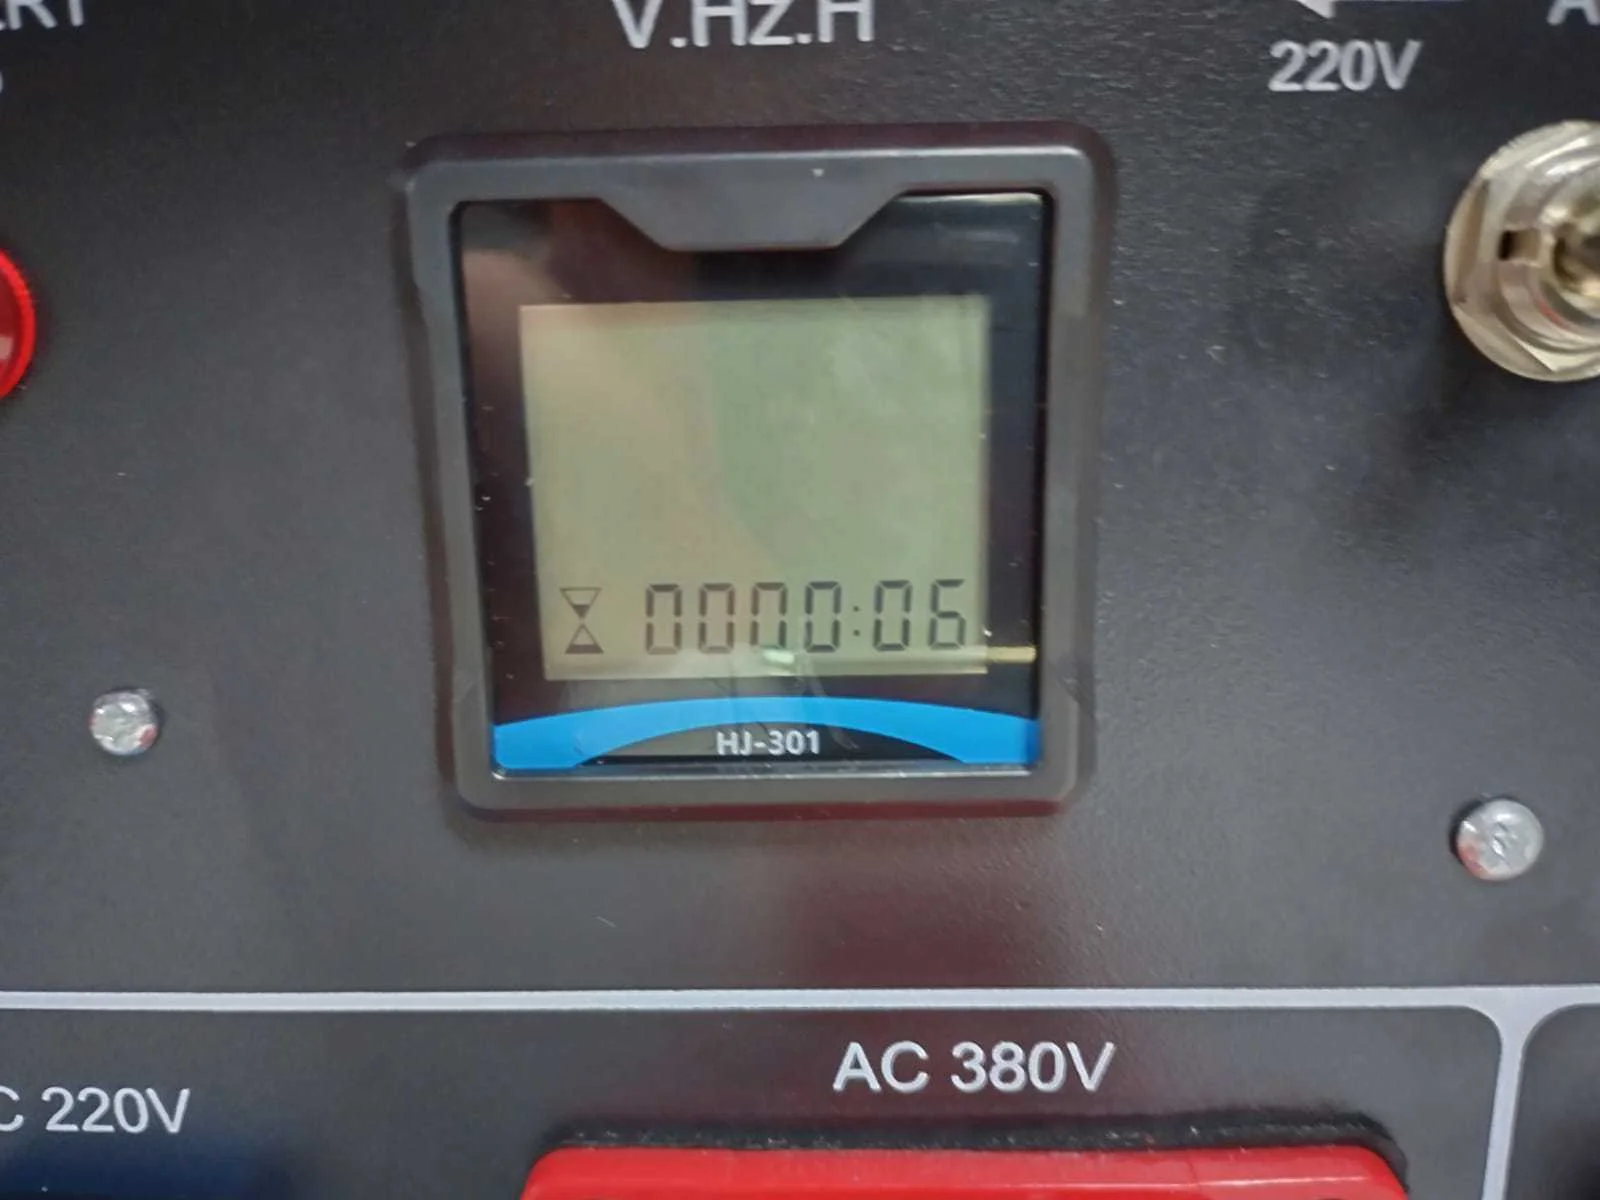 V.HZ.H
220V
0000:06
HJ-301
AC 380V
220V